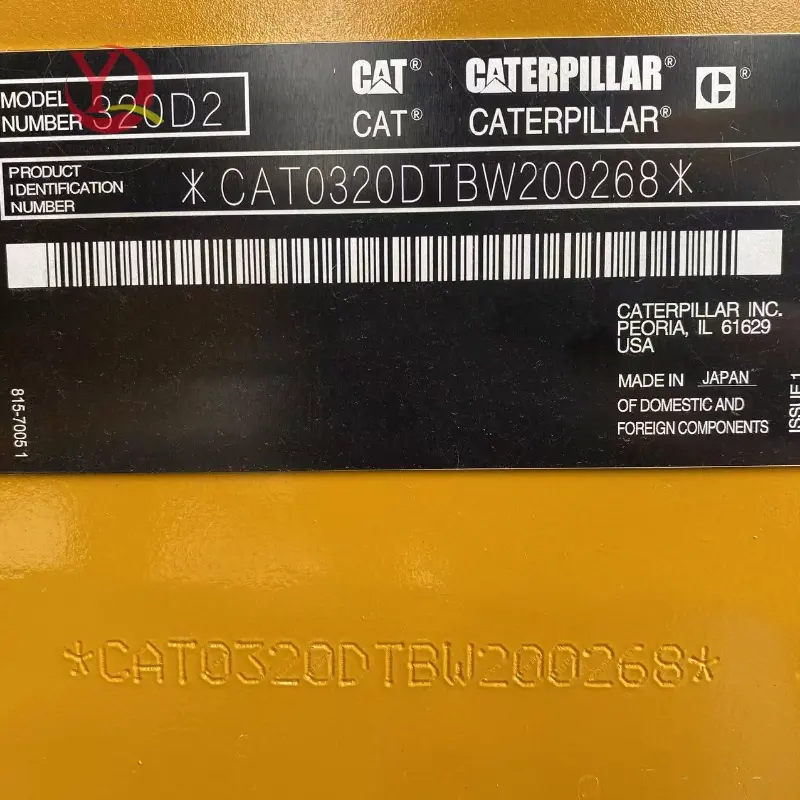 CAT® CATERPILLAR® ®
MODEL NUMBER 320D2
CAT® CATERPILLAR®
PRODUCT
IDENTIFICATION
NUMBER
*CAT0320DTBW200268*
CATERPILLAR INC.
PEORIA, IL 61629
USA
MADE IN JAPAN
OF DOMESTIC AND
FOREIGN COMPONENTS
815-7005 1
ISSUE 1
*CAT0320DTBW200268*